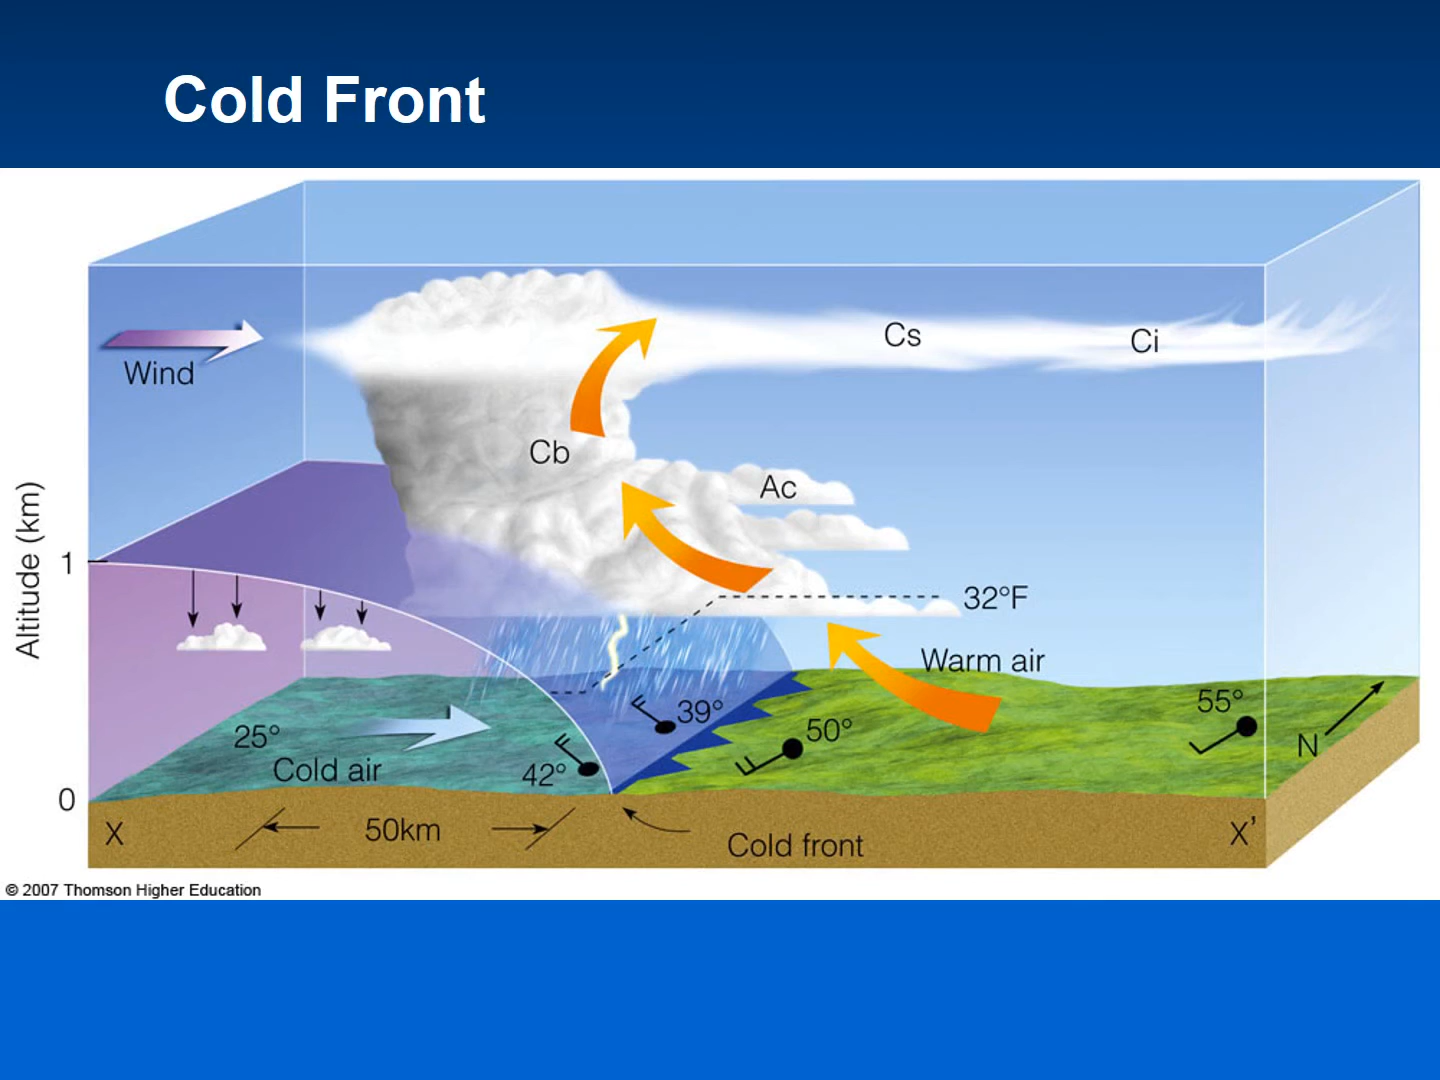 Cold Front
Wind
Cs
Ci
Cb
Ac
Altitude (km)
1
32°F
Warm air
55°
39°
50°
N
25°
Cold air
42°
0
X
50km
Cold front
X’
© 2007 Thomson Higher Education